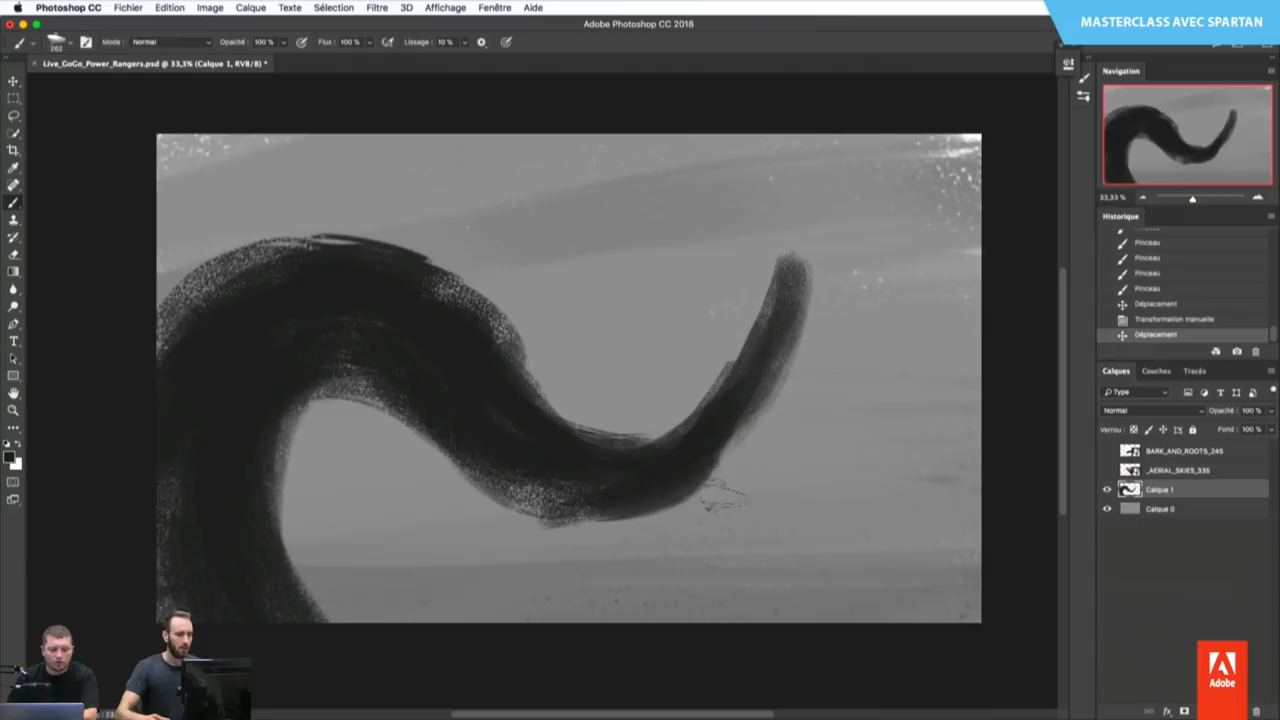 Photoshop CC Fichier Edition Image Calque Texte Sélection Filtre 3D Affichage Fenêtre Aide
MASTERCLASS AVEC SPARTAN
Adobe Photoshop CC 2018
262 Mode : Normal Opacité : 100 % Flux : 100 % Lissage : 10 %
Live_GoGo_Power_Rangers.psd @ 33,3% (Calque 1, RVB/8) *
Navigation
33,33 %
Historique
Pinceau
Pinceau
Pinceau
Pinceau
Déplacement
Transformation manuelle
Déplacement
Calques Couches Tracés
Type
Normal Opacité : 100 %
Verrou : Fond : 100 %
BARK_AND_ROOTS_245
_AERIAL_SKIES_335
Calque 1
Calque 0
Adobe